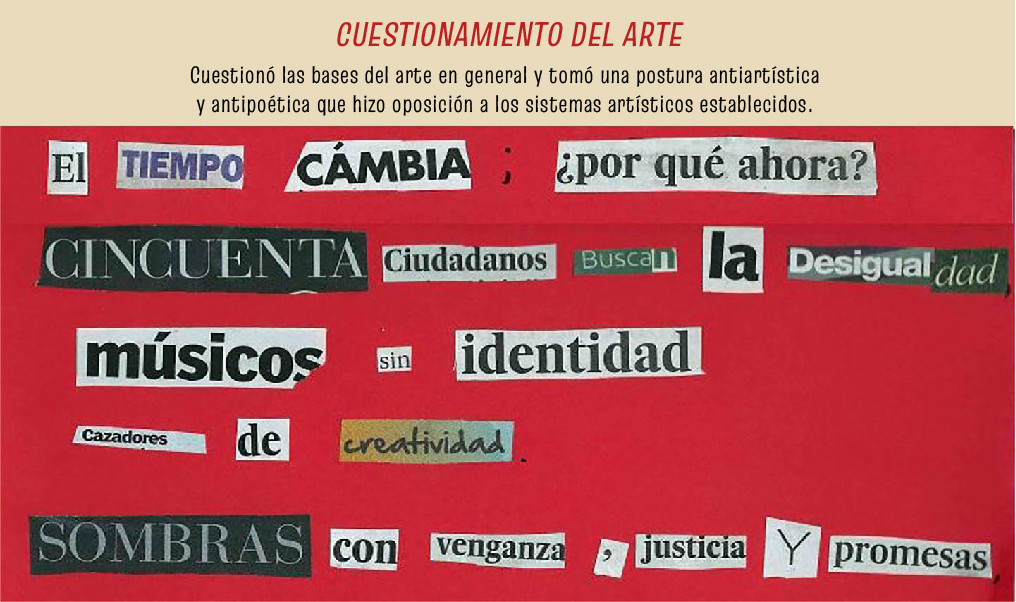 CUESTIONAMIENTO DEL ARTE
Cuestionó las bases del arte en general y tomó una postura antiartística
y antipoética que hizo oposición a los sistemas artísticos establecidos.
El TIEMPO CÁMBIA ; ¿por qué ahora?
CINCUENTA Ciudadanos Buscan la Desigualdad,
músicos sin identidad
Cazadores de creatividad.
SOMBRAS con venganza, justicia Y promesas,